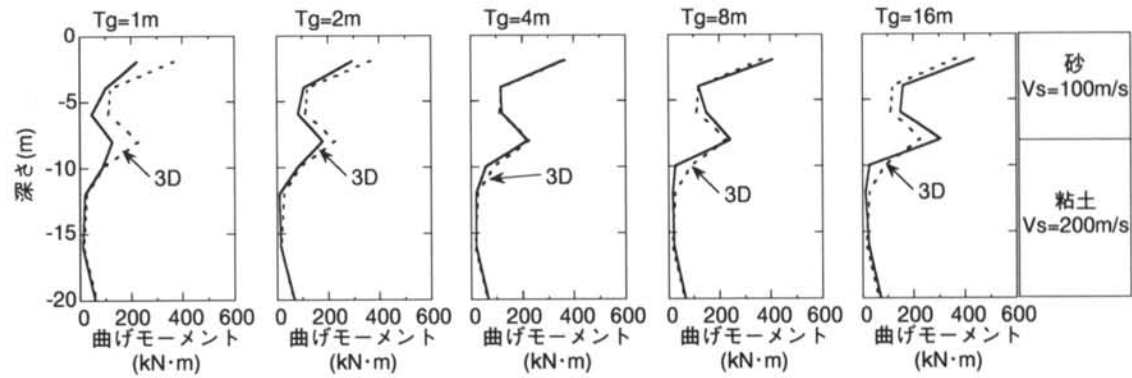 Tg=1m
Tg=2m
Tg=4m
Tg=8m
Tg=16m
0
-5
-10
-15
-20
深さ(m)
3D
3D
3D
3D
3D
砂
Vs=100m/s
粘土
Vs=200m/s
0 200 400 600
0 200 400 600
0 200 400 600
0 200 400 600
0 200 400 600
曲げモーメント
(kN·m)
曲げモーメント
(kN·m)
曲げモーメント
(kN·m)
曲げモーメント
(kN·m)
曲げモーメント
(kN·m)